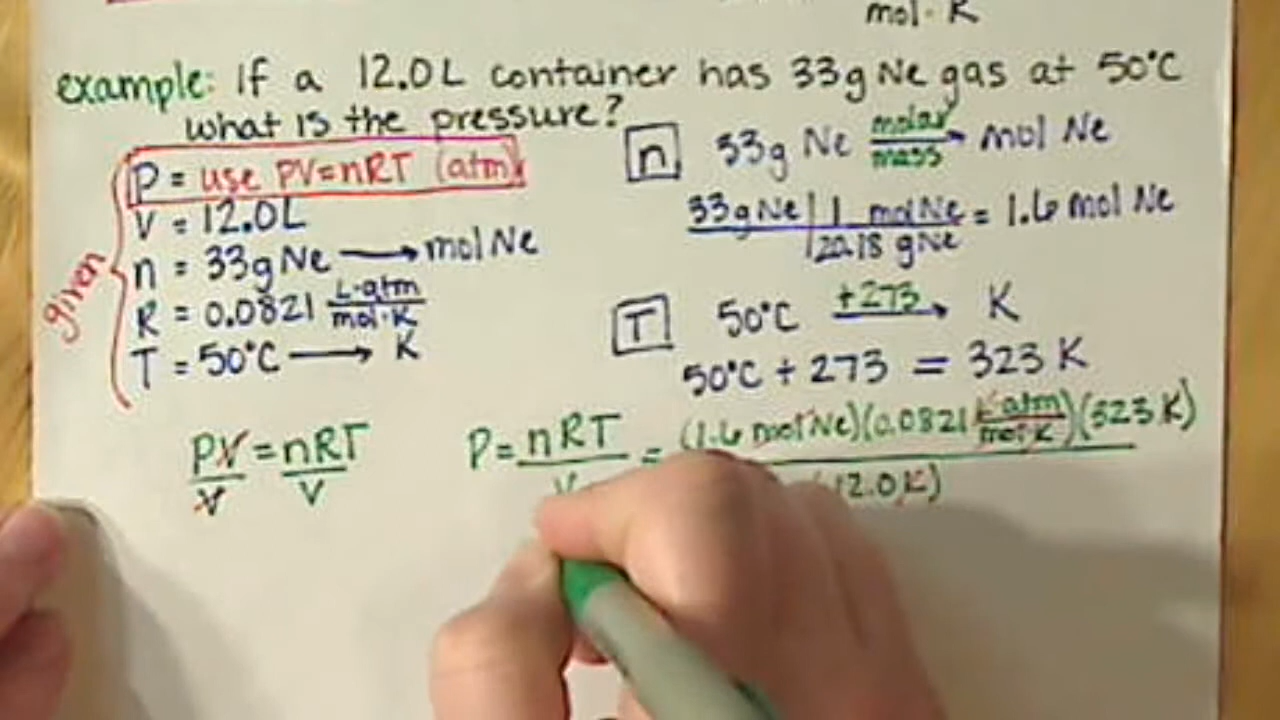 mol·K
example: If a 12.0L container has 33g Ne gas at 50°C
what is the pressure?
P = use PV=nRT (atm)
V = 12.0L
n = 33g Ne → mol Ne
R = 0.0821 L·atm/mol·K
T = 50°C → K
given
n 33g Ne molar mass → mol Ne
33g Ne | 1 mol Ne / 20.18 g Ne = 1.6 mol Ne
T 50°C +273 → K
50°C + 273 = 323 K
PV/V = nRT/V
P = nRT/V = (1.6 mol Ne)(0.0821 L·atm/mol·K)(323K)
(12.0L)